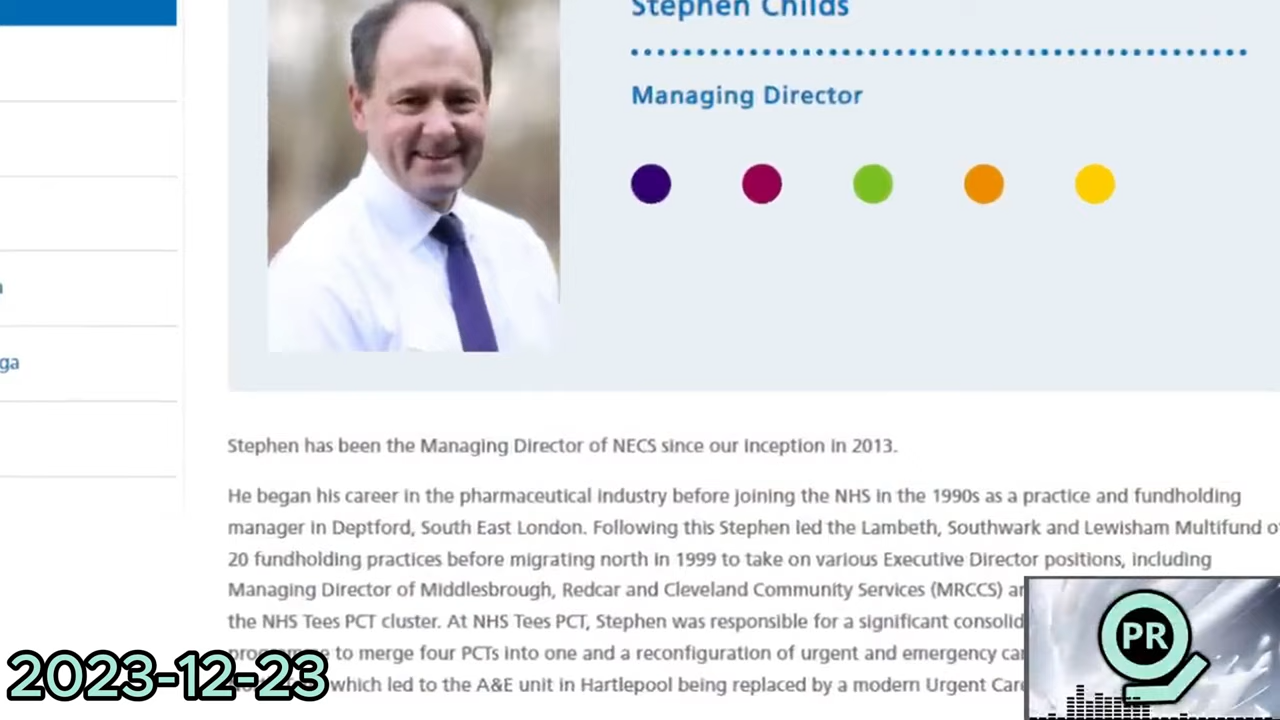 Stephen Childs
Managing Director
ga
Stephen has been the Managing Director of NECS since our inception in 2013.
He began his career in the pharmaceutical industry before joining the NHS in the 1990s as a practice and fundholding
manager in Deptford, South East London. Following this Stephen led the Lambeth, Southwark and Lewisham Multifund
20 fundholding practices before migrating north in 1999 to take on various Executive Director positions, including
Managing Director of Middlesbrough, Redcar and Cleveland Community Services (MRCCS)
the NHS Tees PCT cluster. At NHS Tees PCT, Stephen was responsible for a significant consolid
to merge four PCTs into one and a reconfiguration of urgent and emergency
which led to the A&E unit in Hartlepool being replaced by a modern Urgent
PR
2023-12-23